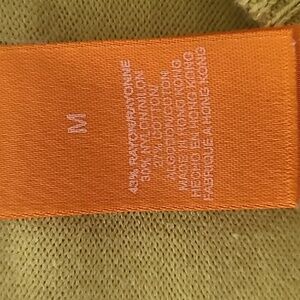 M
43% RAYON/RAYONNE
30% NYLON/NILON
27% COTTON/
ALGODON/COTON
MADE IN HONG KONG
HECHO EN HONG KONG
FABRIQUE A HONG KONG